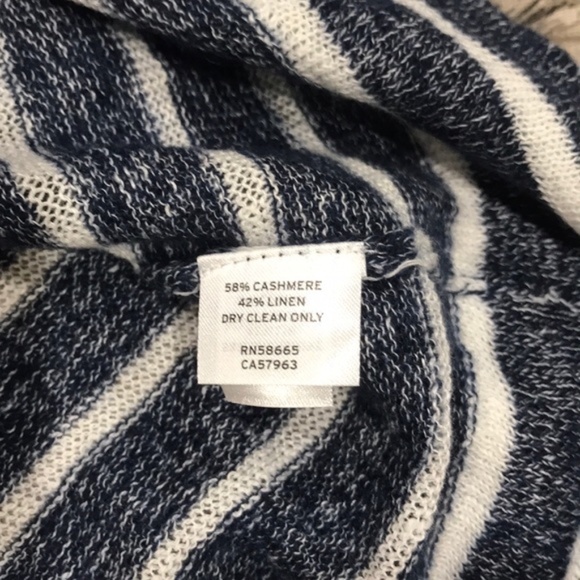 58% CASHMERE
42% LINEN
DRY CLEAN ONLY
RN58665
CA57963